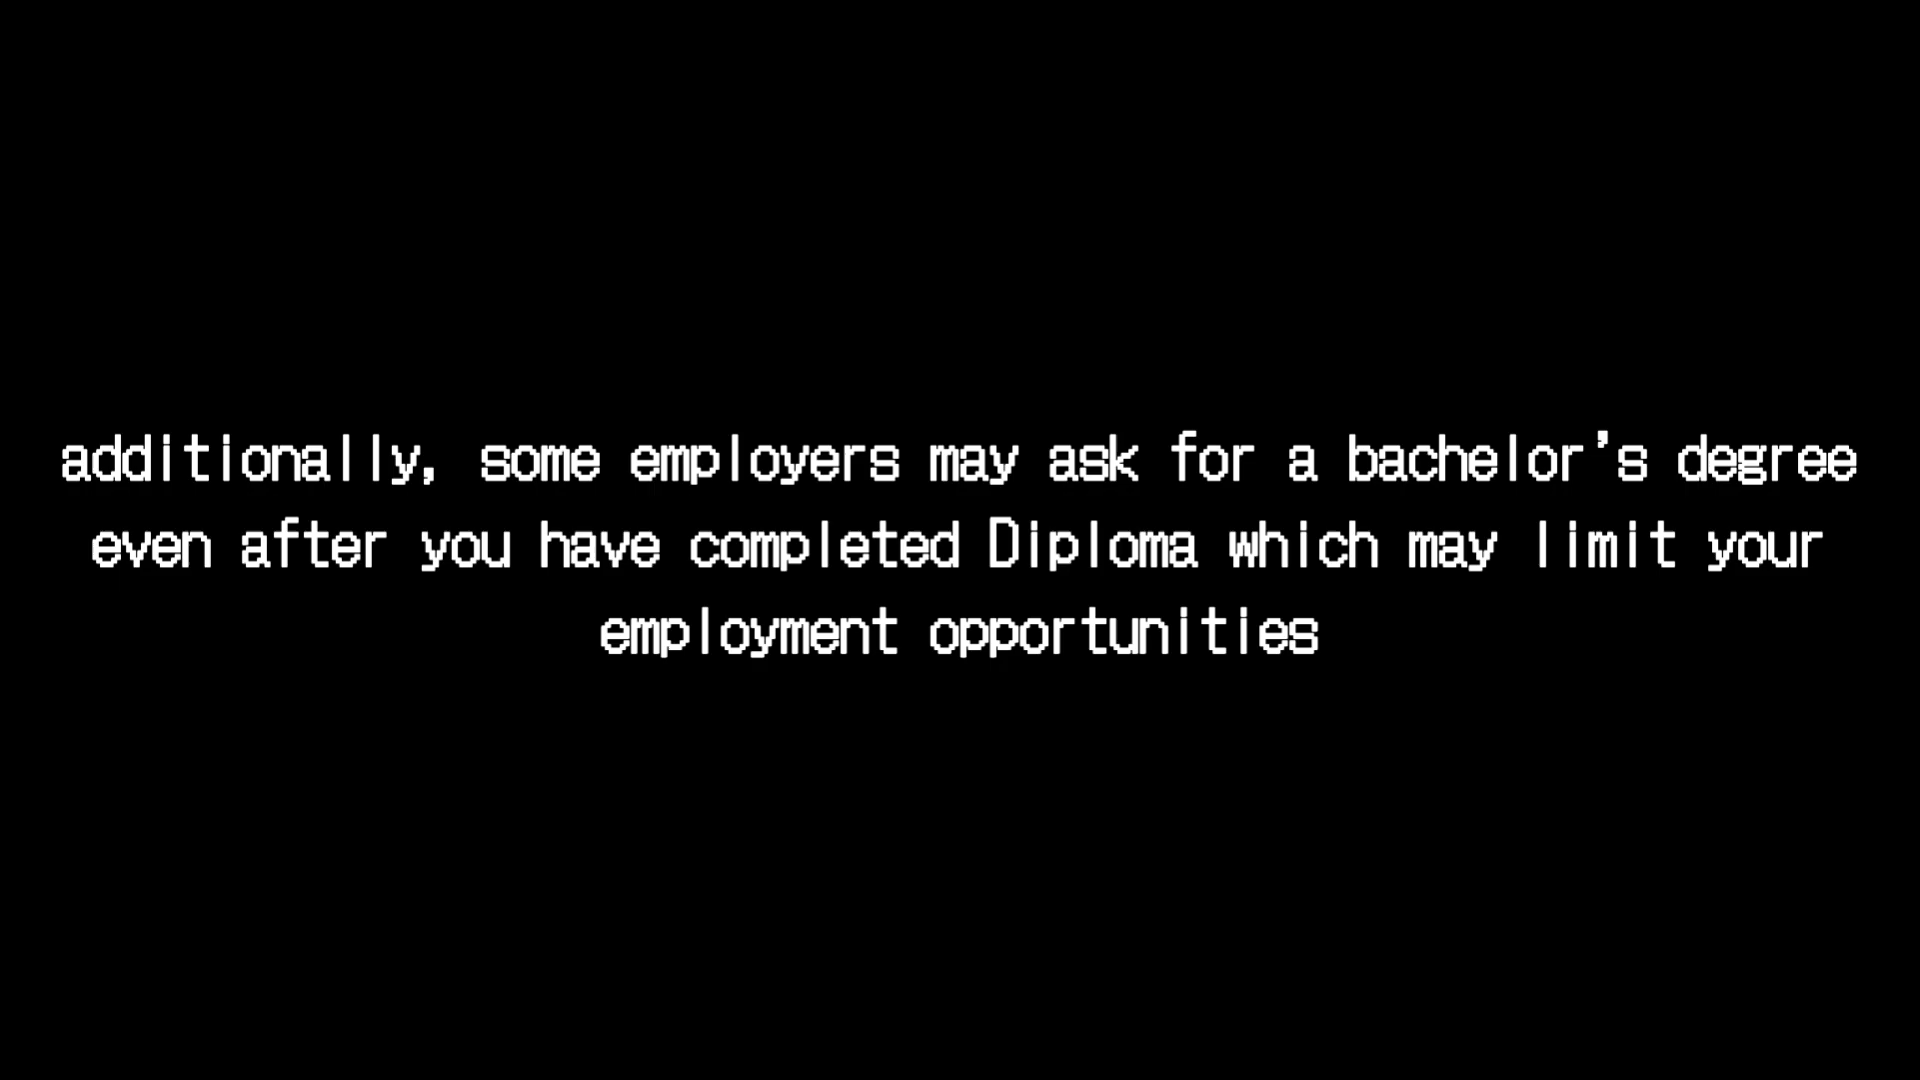 additionally, some employers may ask for a bachelor's degree
even after you have completed Diploma which may limit your
employment opportunities